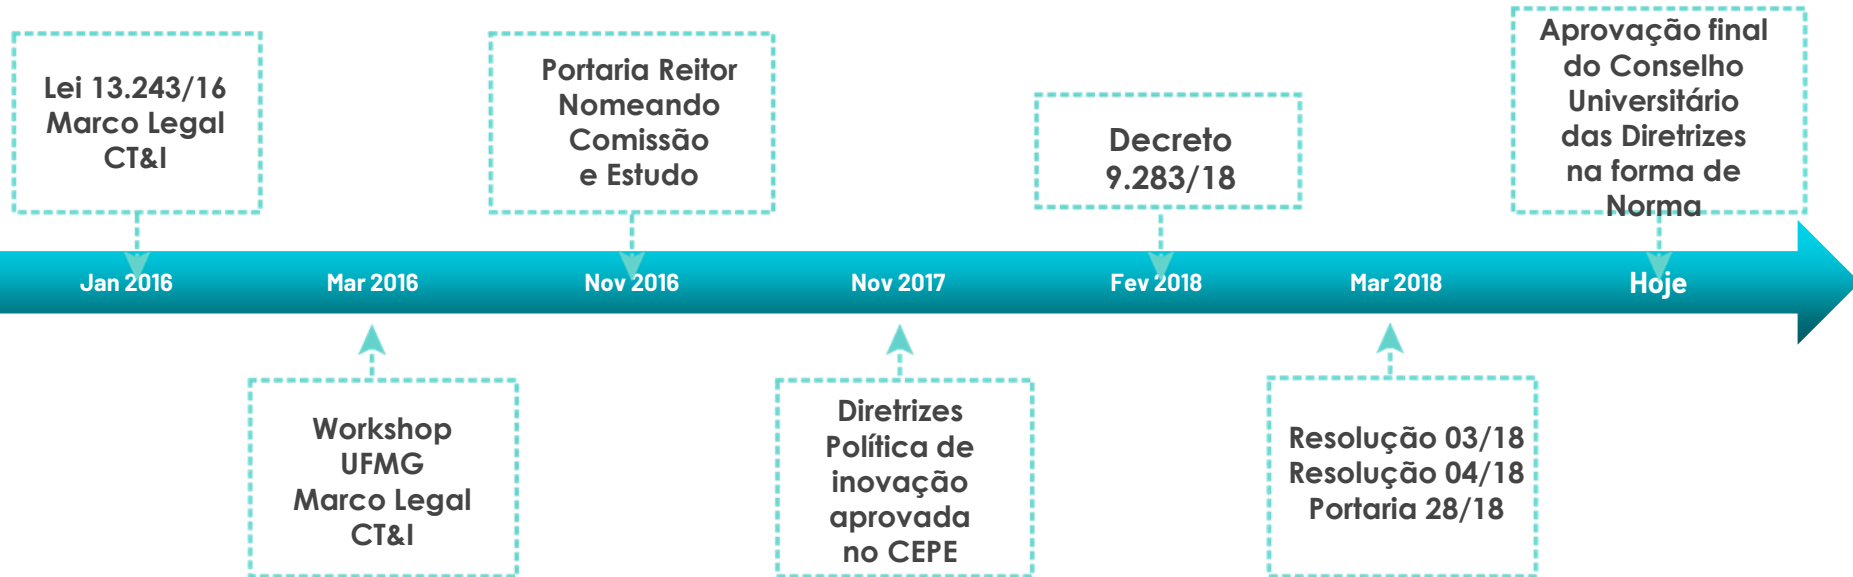 Lei 13.243/16
Marco Legal
CT&I
Portaria Reitor
Nomeando
Comissão
e Estudo
Decreto
9.283/18
Aprovação final
do Conselho
Universitário
das Diretrizes
na forma de
Norma
Jan 2016
Mar 2016
Nov 2016
Nov 2017
Fev 2018
Mar 2018
Hoje
Workshop
UFMG
Marco Legal
CT&I
Diretrizes
Política de
inovação
aprovada
no CEPE
Resolução 03/18
Resolução 04/18
Portaria 28/18